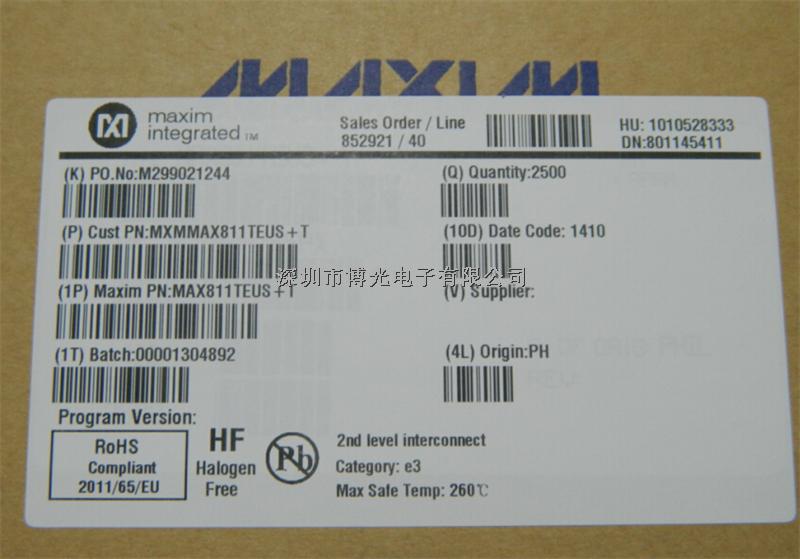 MAXIM
maxim
integrated™
Sales Order / Line
852921 / 40
HU: 1010528333
DN:801145411
(K) PO.No:M299021244
(Q) Quantity:2500
(P) Cust PN:MXMMAX811TEUS+T
(10D) Date Code: 1410
深圳市博光电子有限公司
(1P) Maxim PN:MAX811TEUS+T
(V) Supplier:
(1T) Batch:00001304892
(4L) Origin:PH
Program Version:
RoHS
Compliant
2011/65/EU
HF
Halogen
Free
Pb
2nd level interconnect
Category: e3
Max Safe Temp: 260℃